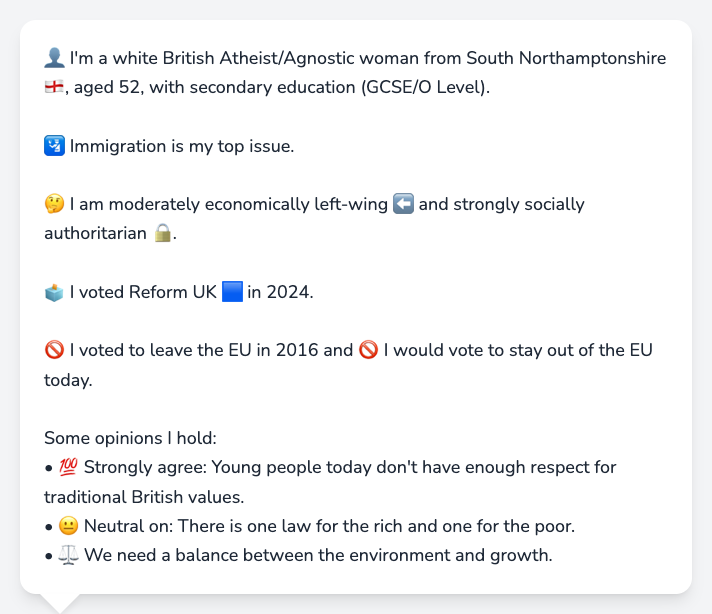 👤 I'm a white British Atheist/Agnostic woman from South Northamptonshire
🏴󠁧󠁢󠁥󠁮󠁧󠁿, aged 52, with secondary education (GCSE/O Level).
🛂 Immigration is my top issue.
🤔 I am moderately economically left-wing ⬅️ and strongly socially
authoritarian 🔒.
🗳️ I voted Reform UK 🟦 in 2024.
🚫 I voted to leave the EU in 2016 and 🚫 I would vote to stay out of the EU
today.
Some opinions I hold:
• 💯 Strongly agree: Young people today don't have enough respect for
traditional British values.
• 😐 Neutral on: There is one law for the rich and one for the poor.
• ⚖️ We need a balance between the environment and growth.